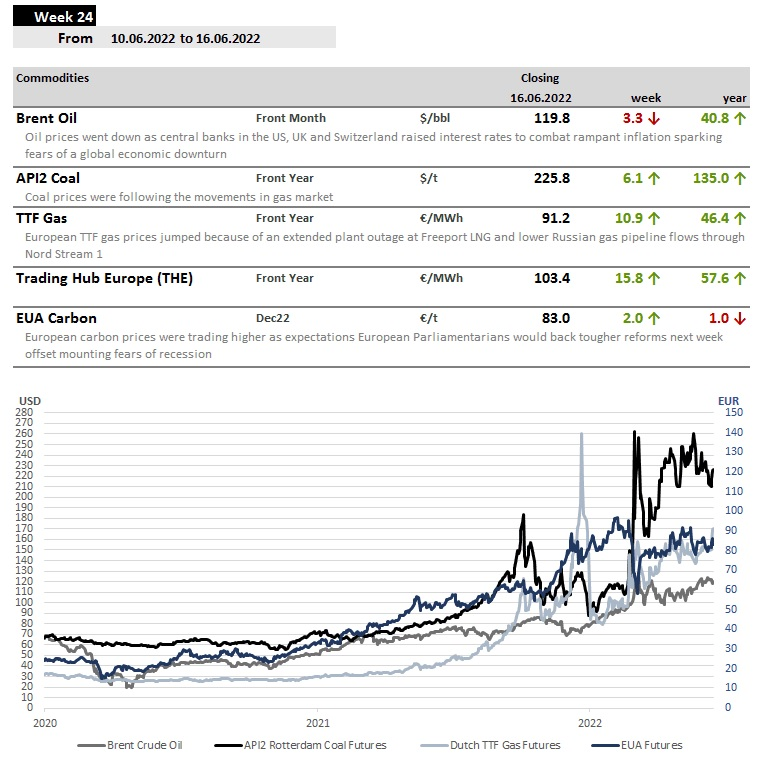 Week 24
From 10.06.2022 to 16.06.2022
Commodities Closing
16.06.2022 week year
Brent Oil Front Month $/bbl 119.8 3.3 ↓ 40.8 ↑
Oil prices went down as central banks in the US, UK and Switzerland raised interest rates to combat rampant inflation sparking
fears of a global economic downturn
API2 Coal Front Year $/t 225.8 6.1 ↑ 135.0 ↑
Coal prices were following the movements in gas market
TTF Gas Front Year €/MWh 91.2 10.9 ↑ 46.4 ↑
European TTF gas prices jumped because of an extended plant outage at Freeport LNG and lower Russian gas pipeline flows through
Nord Stream 1
Trading Hub Europe (THE) Front Year €/MWh 103.4 15.8 ↑ 57.6 ↑
EUA Carbon Dec22 €/t 83.0 2.0 ↑ 1.0 ↓
European carbon prices were trading higher as expectations European Parliamentarians would back tougher reforms next week
offset mounting fears of recession
USD EUR
280 150
270
260 140
250
240 130
230
220 120
210
200 110
190
180 100
170
160 90
150 80
140
130 70
120
110 60
100
90 50
80
70 40
60
50 30
40 20
30
20 10
10
0 0
2020 2021 2022
Brent Crude Oil API2 Rotterdam Coal Futures Dutch TTF Gas Futures EUA Futures